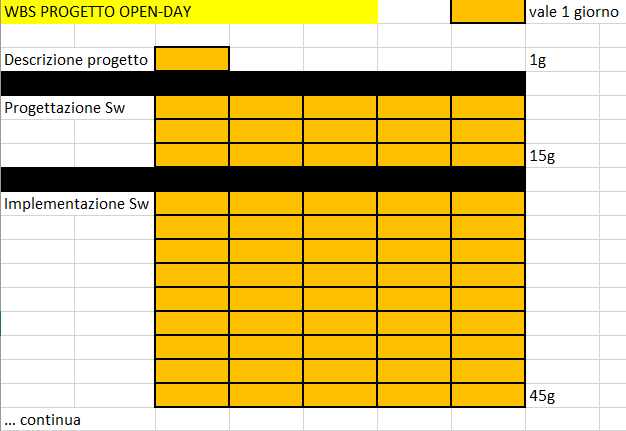 WBS PROGETTO OPEN-DAY vale 1 giorno
Descrizione progetto 1g
Progettazione Sw
15g
Implementazione Sw
45g
... continua